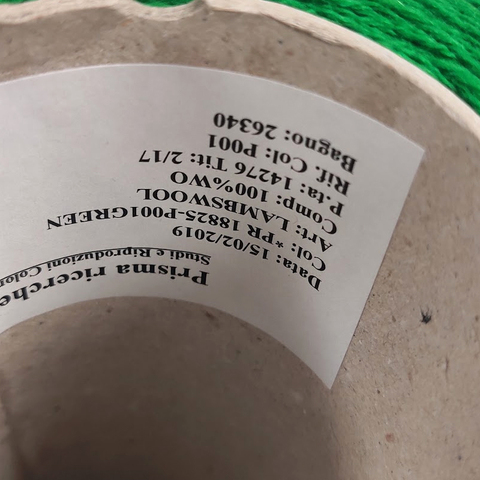 Prisma ricerche
Studi e Riproduzioni
Data: 15/02/2019
Col: *PR 18825-P001GREEN
Art: LAMBSWOOL
Comp: 100%WO
P.ta: 14276 Tit: 2/17
Rif. Col: P001
Bagno: 26340